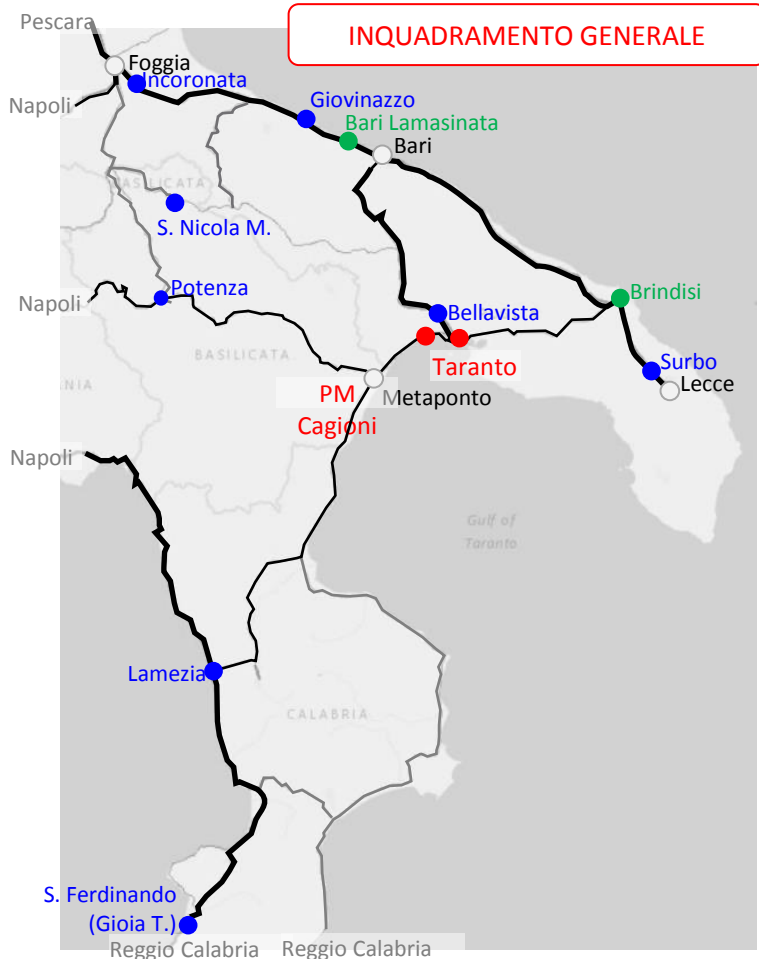 Pescara
INQUADRAMENTO GENERALE
Foggia
Incoronata
Napoli
Giovinazzo
Bari Lamasinata
Bari
BASILICATA
S. Nicola M.
Potenza
Napoli
Brindisi
Bellavista
BASILICATA
Taranto
Surbo
Lecce
ANIA
PM
Metaponto
Cagioni
Napoli
Gulf of
Taranto
Lamezia
CALABRIA
S. Ferdinando
(Gioia T.)
Reggio Calabria
Reggio Calabria